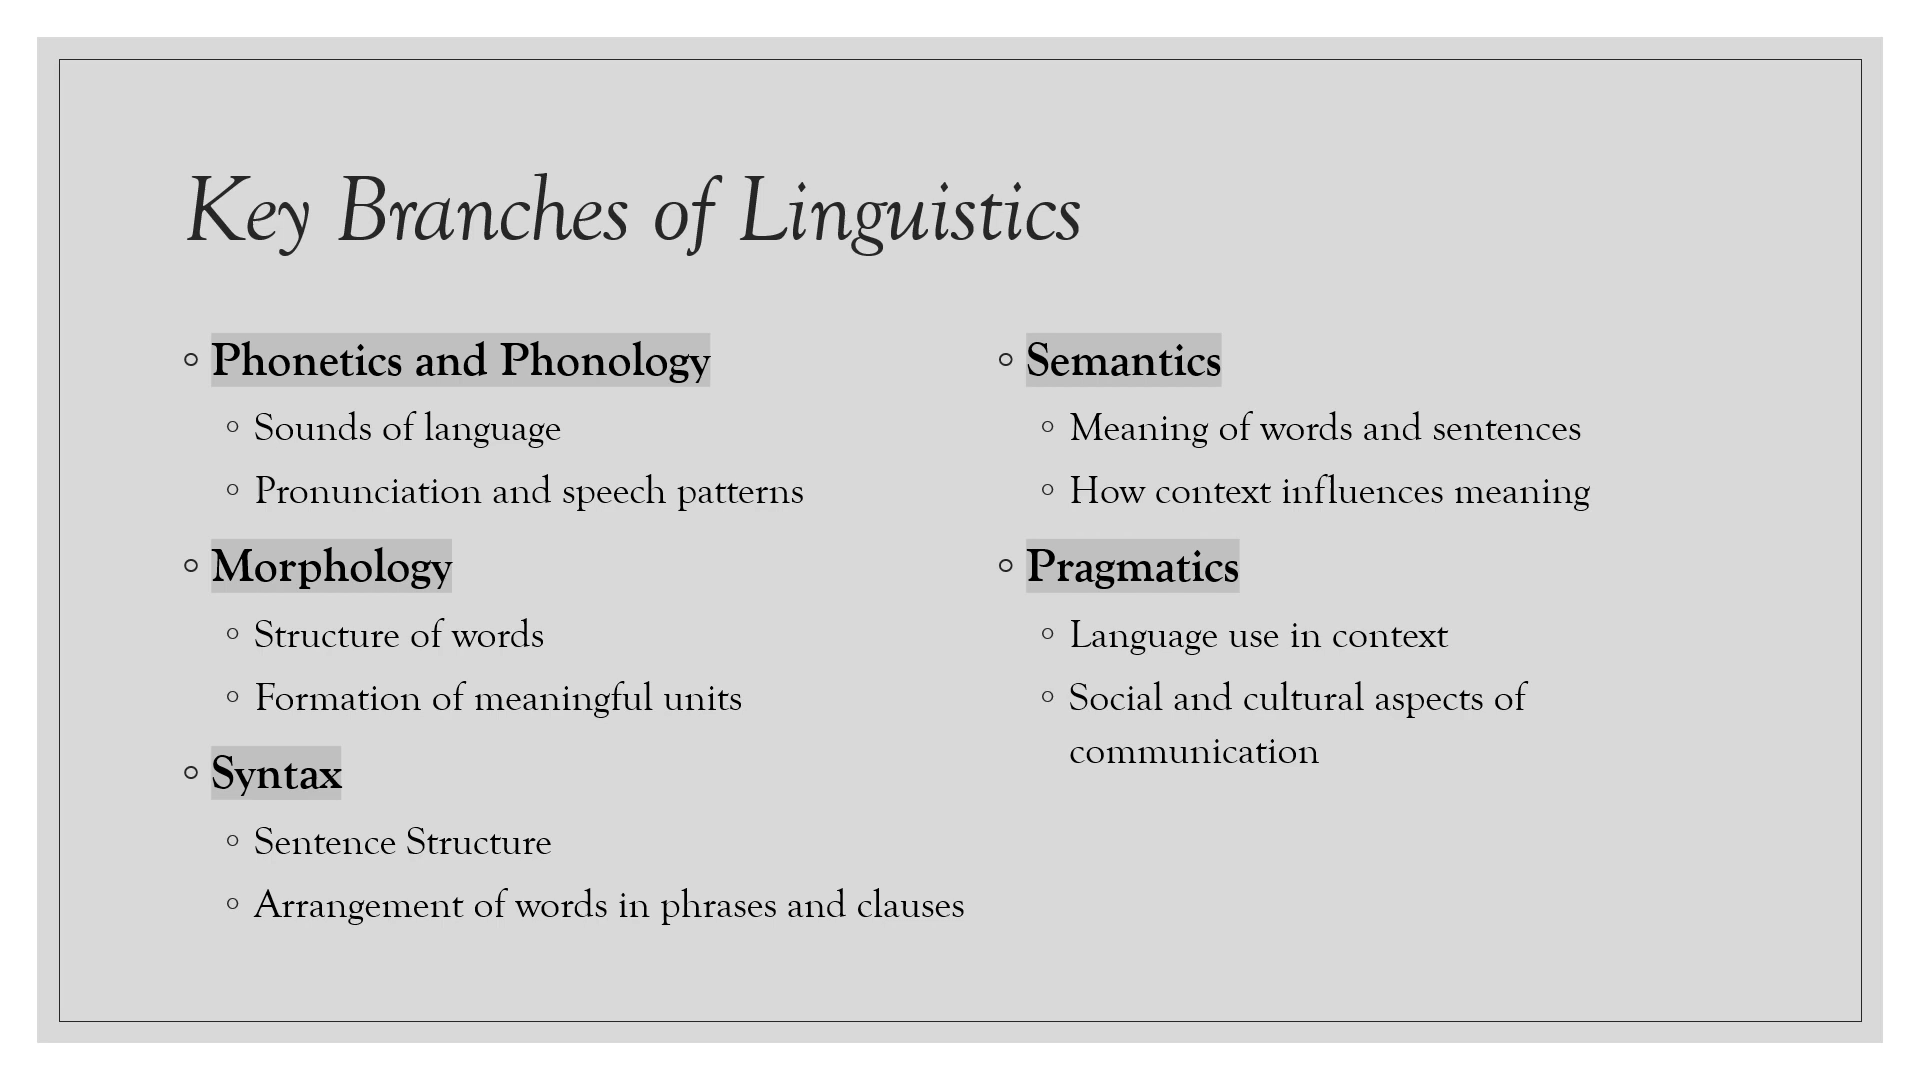 Key Branches of Linguistics
Phonetics and Phonology
Sounds of language
Pronunciation and speech patterns
Morphology
Structure of words
Formation of meaningful units
Syntax
Sentence Structure
Arrangement of words in phrases and clauses
Semantics
Meaning of words and sentences
How context influences meaning
Pragmatics
Language use in context
Social and cultural aspects of
communication